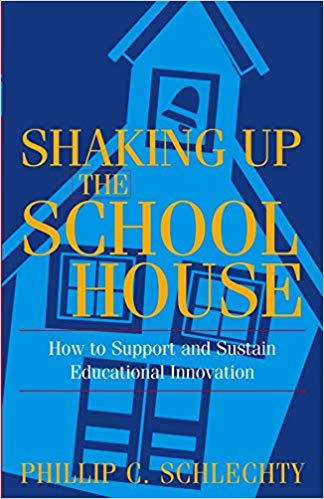 SHAKING UP
THE
SCHOOL
HOUSE
How to Support and Sustain
Educational Innovation
PHILLIP C. SCHLECHTY